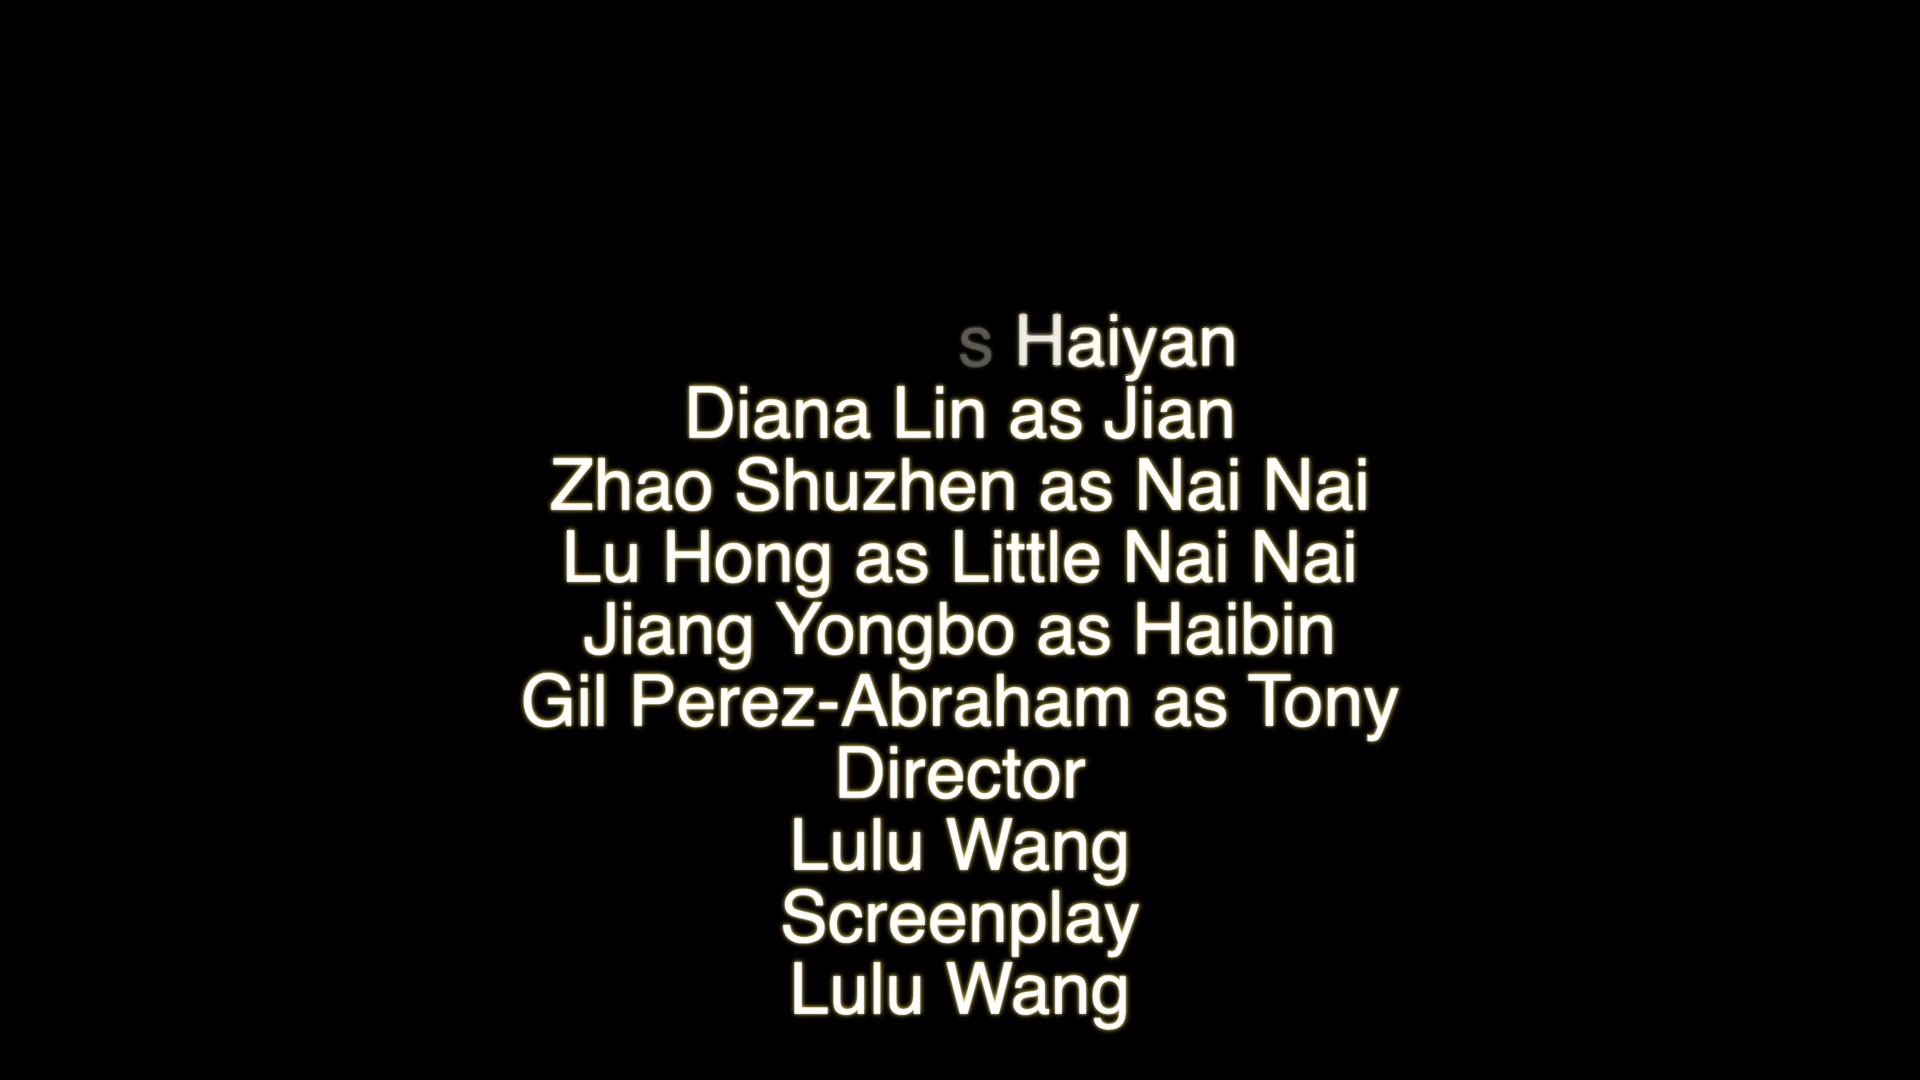 s Haiyan
Diana Lin as Jian
Zhao Shuzhen as Nai Nai
Lu Hong as Little Nai Nai
Jiang Yongbo as Haibin
Gil Perez-Abraham as Tony
Director
Lulu Wang
Screenplay
Lulu Wang